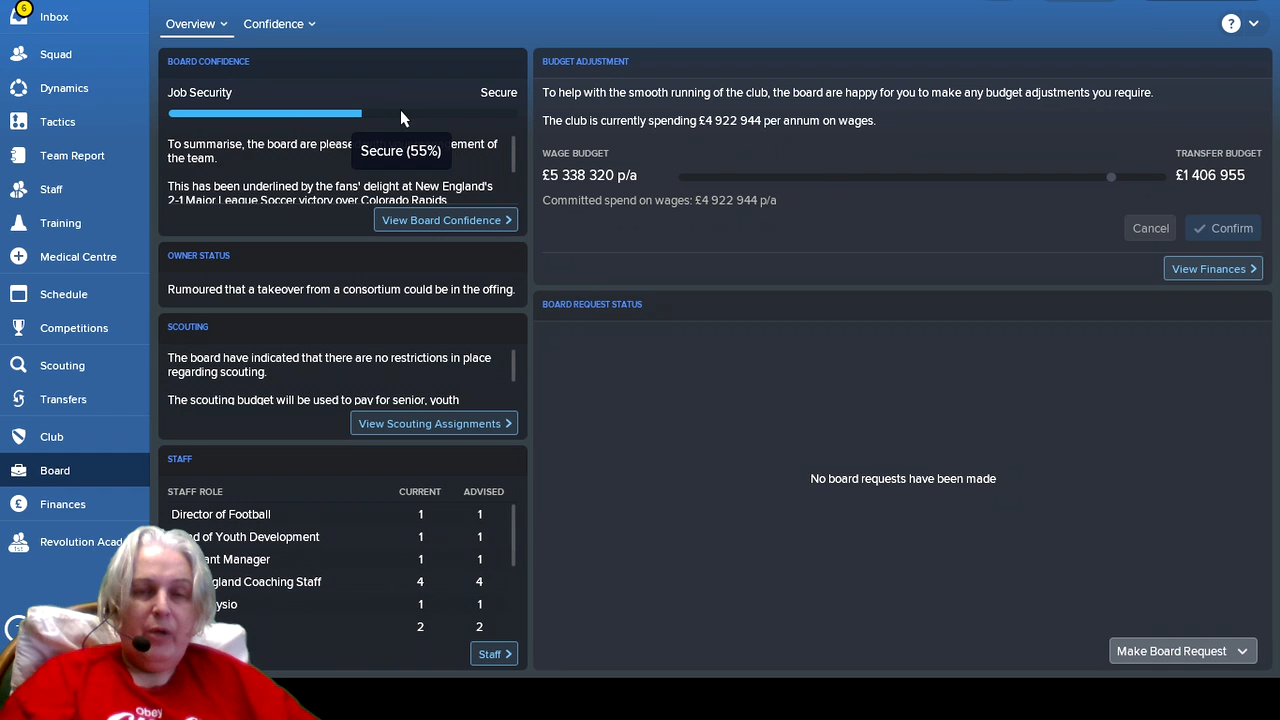 6
Inbox
Squad
Dynamics
Tactics
Team Report
Staff
Training
Medical Centre
Schedule
Competitions
Scouting
Transfers
Club
Board
Finances
1st
Overview
Confidence
?
BOARD CONFIDENCE
Job Security
Secure
Secure (55%)
To summarise, the board are
ement of
the team.
This has been underlined by the fans' delight at New England's
2-1 Major League Soccer victory over Colorado Rapids
View Board Confidence
OWNER STATUS
Rumoured that a takeover from a consortium could be in the offing.
SCOUTING
The board have indicated that there are no restrictions in place
regarding scouting.
The scouting budget will be used to pay for senior, youth
View Scouting Assignments
STAFF
STAFF ROLE CURRENT ADVISED
Director of Football 1 1
d of Youth Development 1 1
ant Manager 1 1
gland Coaching Staff 4 4
ysio 1 1
2 2
Staff
BUDGET ADJUSTMENT
To help with the smooth running of the club, the board are happy for you to make any budget adjustments you require.
The club is currently spending £4 922 944 per annum on wages.
WAGE BUDGET
£5 338 320 p/a
TRANSFER BUDGET
£1 406 955
Committed spend on wages: £4 922 944 p/a
Cancel
Confirm
View Finances
BOARD REQUEST STATUS
No board requests have been made
Make Board Request
Revolution Acad
Obey